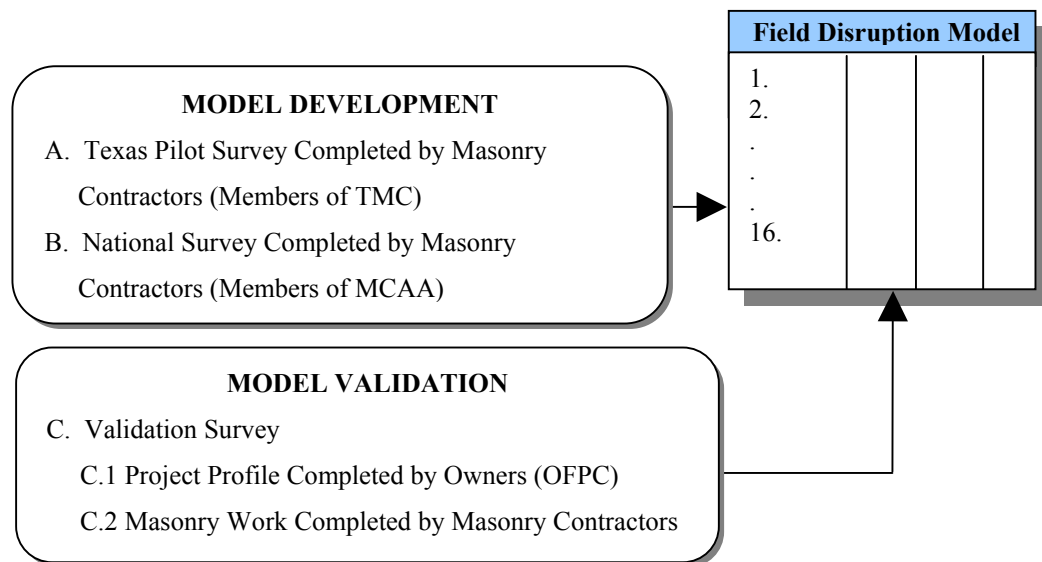 Field Disruption Model
1.
2.
.
.
.
16.
MODEL DEVELOPMENT
A. Texas Pilot Survey Completed by Masonry
Contractors (Members of TMC)
B. National Survey Completed by Masonry
Contractors (Members of MCAA)
MODEL VALIDATION
C. Validation Survey
C.1 Project Profile Completed by Owners (OFPC)
C.2 Masonry Work Completed by Masonry Contractors